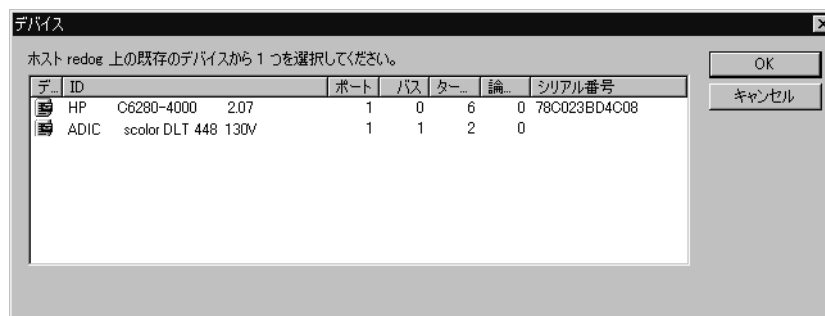 デバイス
ホスト redog 上の既存のデバイスから 1 つを選択してください。
OK
キャンセル
デ... ID ポート バス ター... 論... シリアル番号
HP C6280-4000 2.07 1 0 6 0 78C023BD4C08
ADIC scolor DLT 448 130V 1 1 2 0